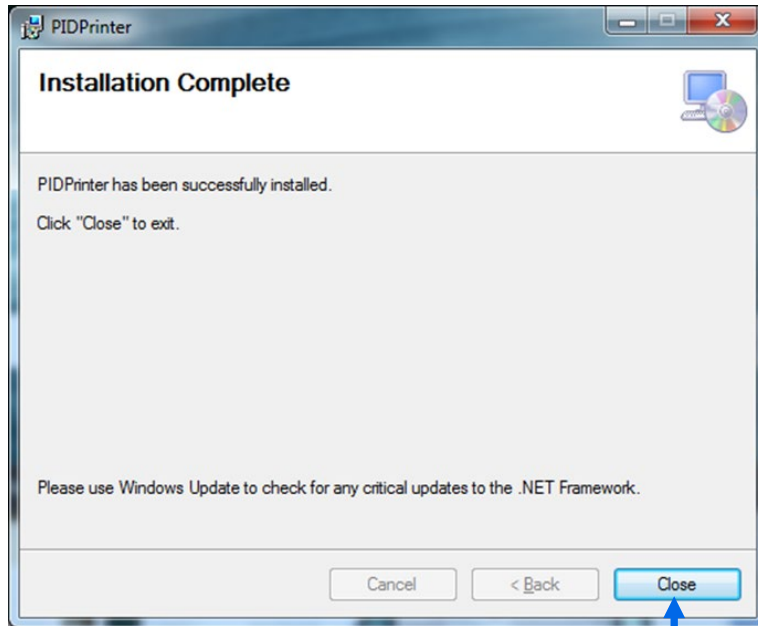 PIDPrinter
Installation Complete
PIDPrinter has been successfully installed.
Click "Close" to exit.
Please use Windows Update to check for any critical updates to the .NET Framework.
Cancel
< Back
Close